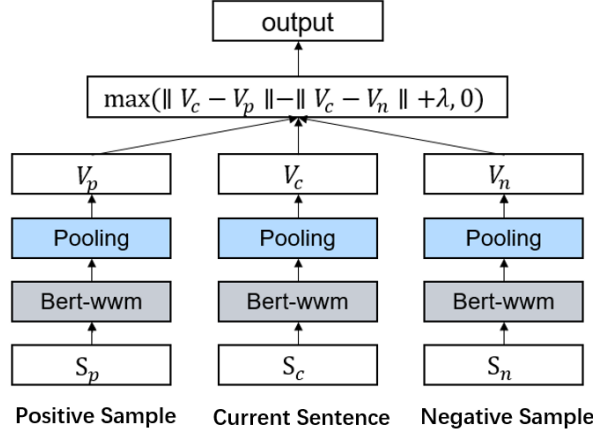 output
max(‖ V_c − V_p ‖−‖ V_c − V_n ‖ +λ, 0)
V_p V_c V_n
Pooling Pooling Pooling
Bert-wwm Bert-wwm Bert-wwm
S_p S_c S_n
Positive Sample Current Sentence Negative Sample